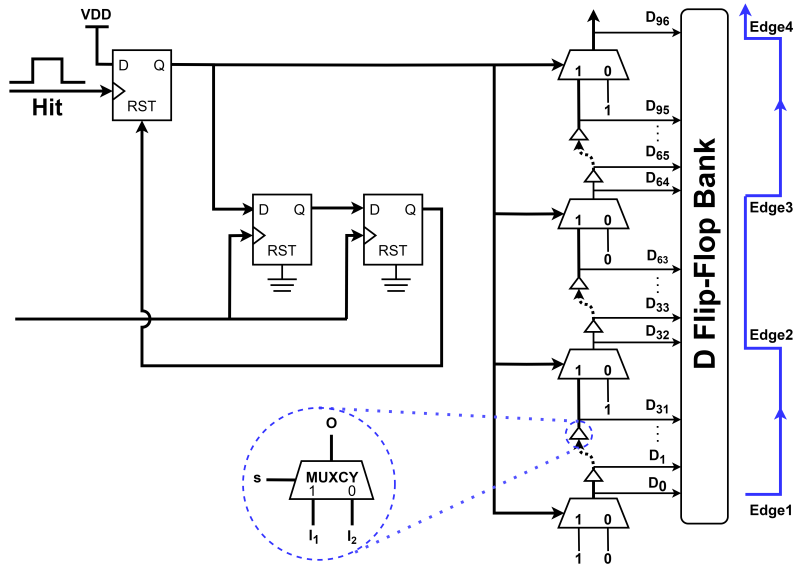 VDD
D Q
RST
Hit
D Q
RST
D Q
RST
O
s
MUXCY
1 0
I1 I2
D96
1 0
1
D95
D65
D64
1 0
0
D63
D33
D32
1 0
1
D31
D1
D0
1 0
1 0
D Flip-Flop Bank
Edge4
Edge3
Edge2
Edge1